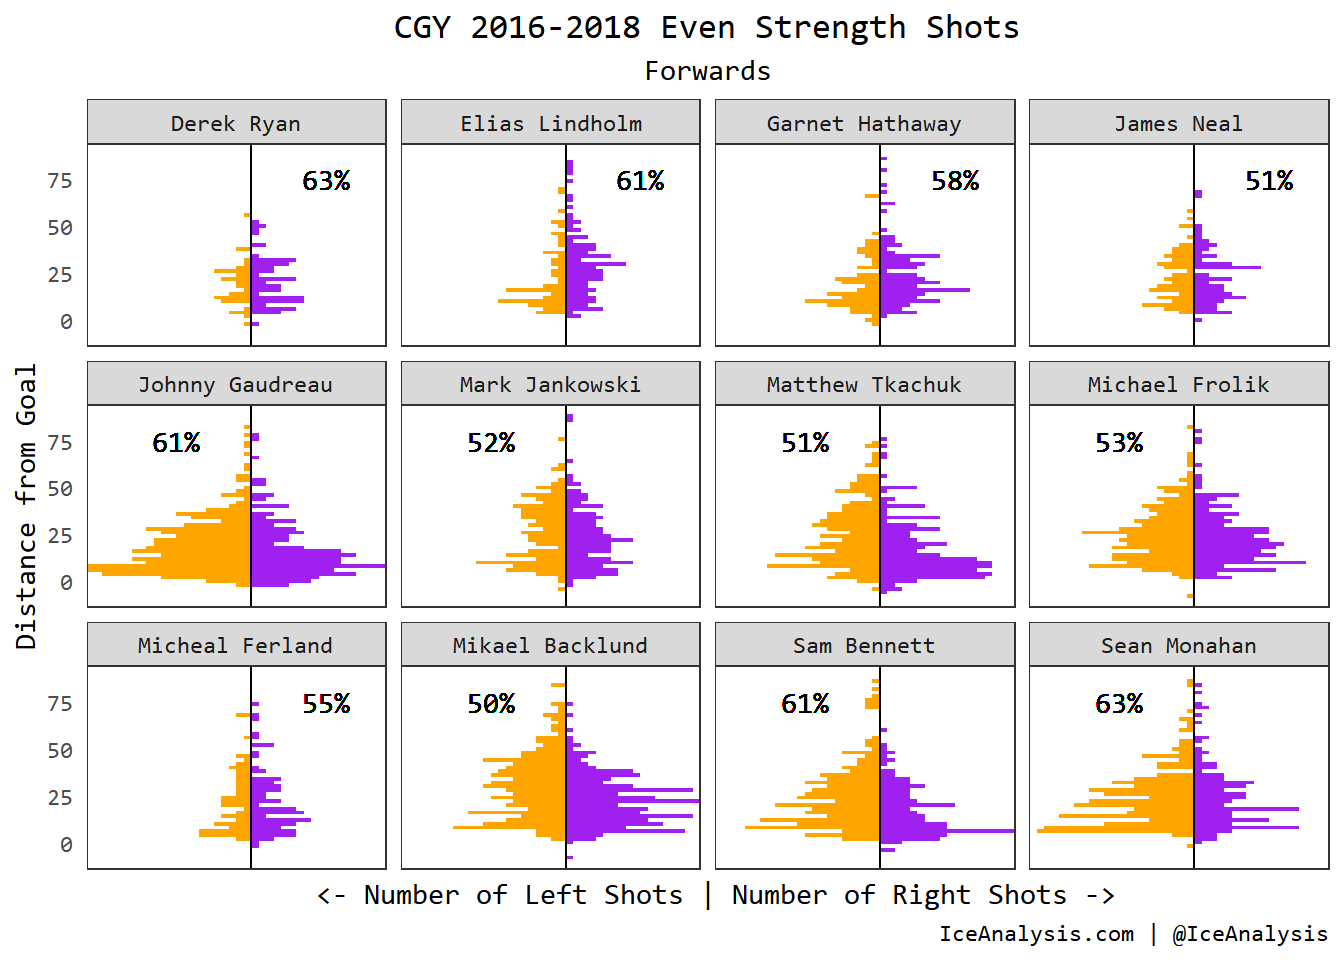 CGY 2016-2018 Even Strength Shots
Forwards
Derek Ryan
Elias Lindholm
Garnet Hathaway
James Neal
63%
61%
58%
51%
75
50
25
0
Johnny Gaudreau
Mark Jankowski
Matthew Tkachuk
Michael Frolik
61%
52%
51%
53%
75
50
25
0
Distance from Goal
Micheal Ferland
Mikael Backlund
Sam Bennett
Sean Monahan
55%
50%
61%
63%
75
50
25
0
<- Number of Left Shots | Number of Right Shots ->
IceAnalysis.com | @IceAnalysis